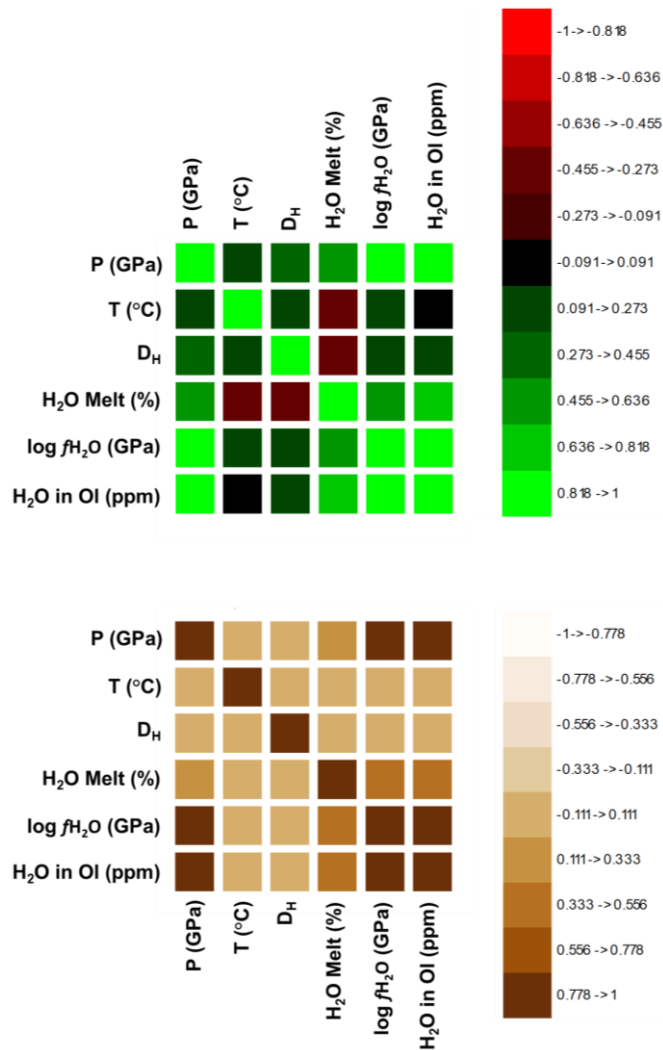 P (GPa)
T (°C)
D_H
H₂O Melt (%)
log fH₂O (GPa)
H₂O in Ol (ppm)
P (GPa)
T (°C)
D_H
H₂O Melt (%)
log fH₂O (GPa)
H₂O in Ol (ppm)
-1-> -0.818
-0.818 -> -0.636
-0.636 -> -0.455
-0.455 -> -0.273
-0.273 -> -0.091
-0.091 -> 0.091
0.091 -> 0.273
0.273 -> 0.455
0.455 -> 0.636
0.636 -> 0.818
0.818 -> 1
P (GPa)
T (°C)
D_H
H₂O Melt (%)
log fH₂O (GPa)
H₂O in Ol (ppm)
P (GPa)
T (°C)
D_H
H₂O Melt (%)
log fH₂O (GPa)
H₂O in Ol (ppm)
-1-> -0.778
-0.778 -> -0.556
-0.556 -> -0.333
-0.333 -> -0.111
-0.111 -> 0.111
0.111 -> 0.333
0.333 -> 0.556
0.556 -> 0.778
0.778 -> 1